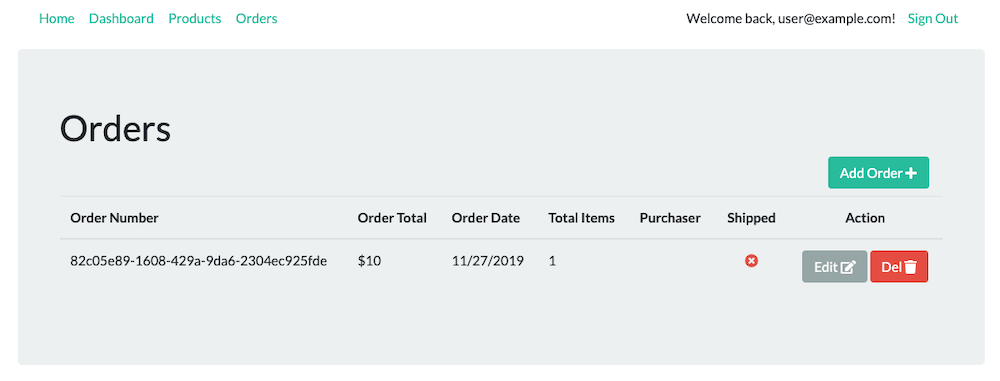 Home Dashboard Products Orders Welcome back, user@example.com! Sign Out
Orders
Add Order
Order Number Order Total Order Date Total Items Purchaser Shipped Action
82c05e89-1608-429a-9da6-2304ec925fde $10 11/27/2019 1 Edit Del